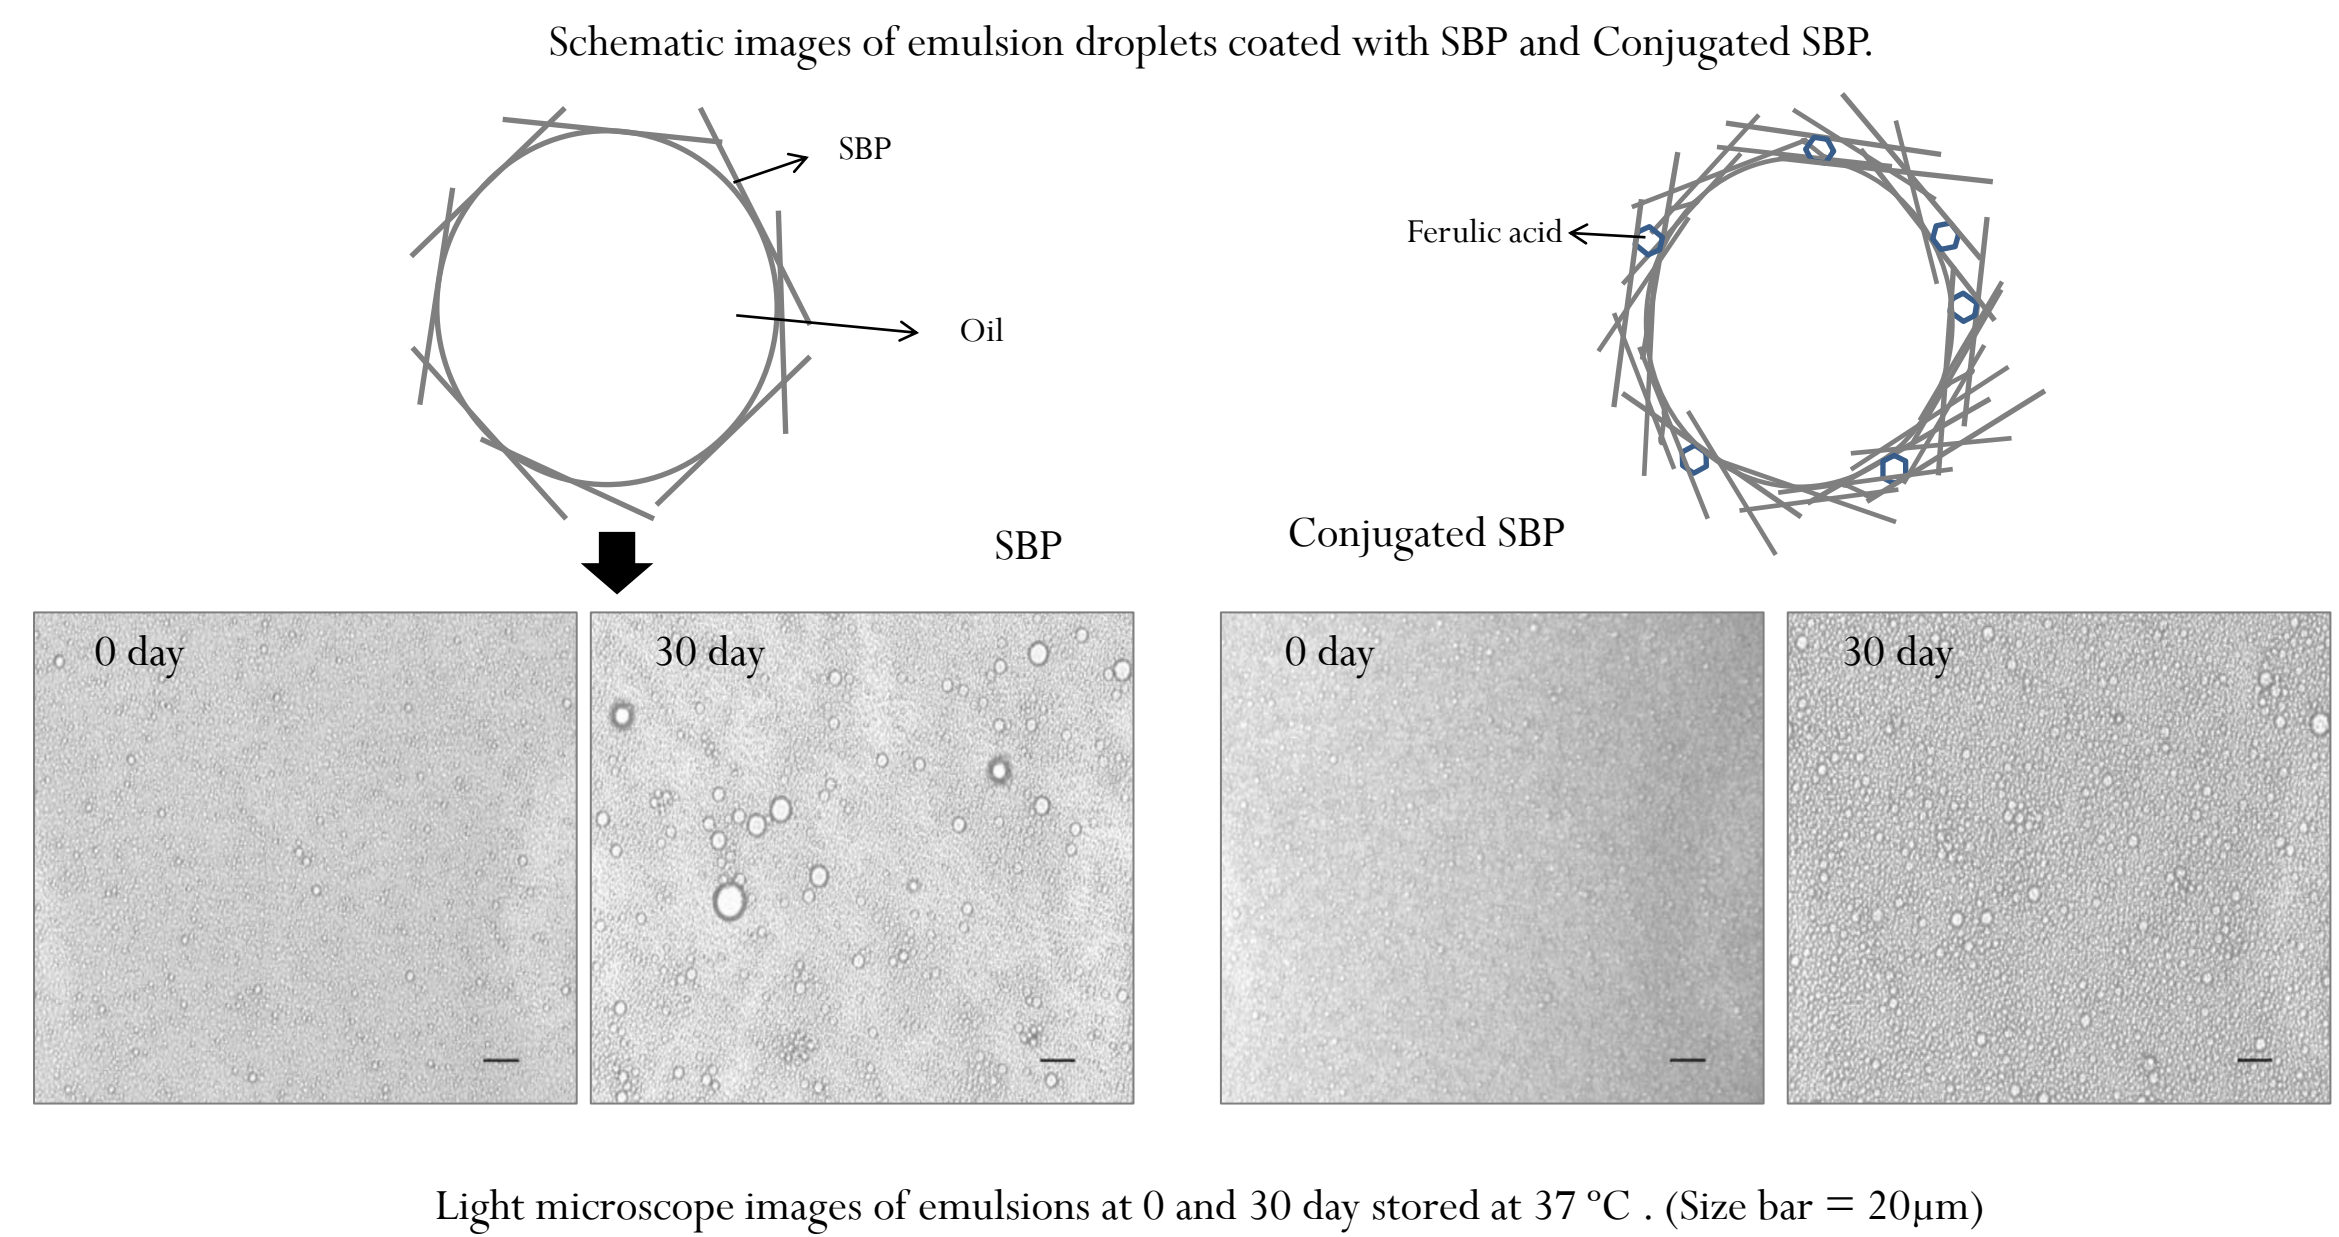 Schematic images of emulsion droplets coated with SBP and Conjugated SBP.
SBP
Ferulic acid
Oil
SBP
Conjugated SBP
0 day
30 day
0 day
30 day
Light microscope images of emulsions at 0 and 30 day stored at 37 ºC . (Size bar = 20μm)